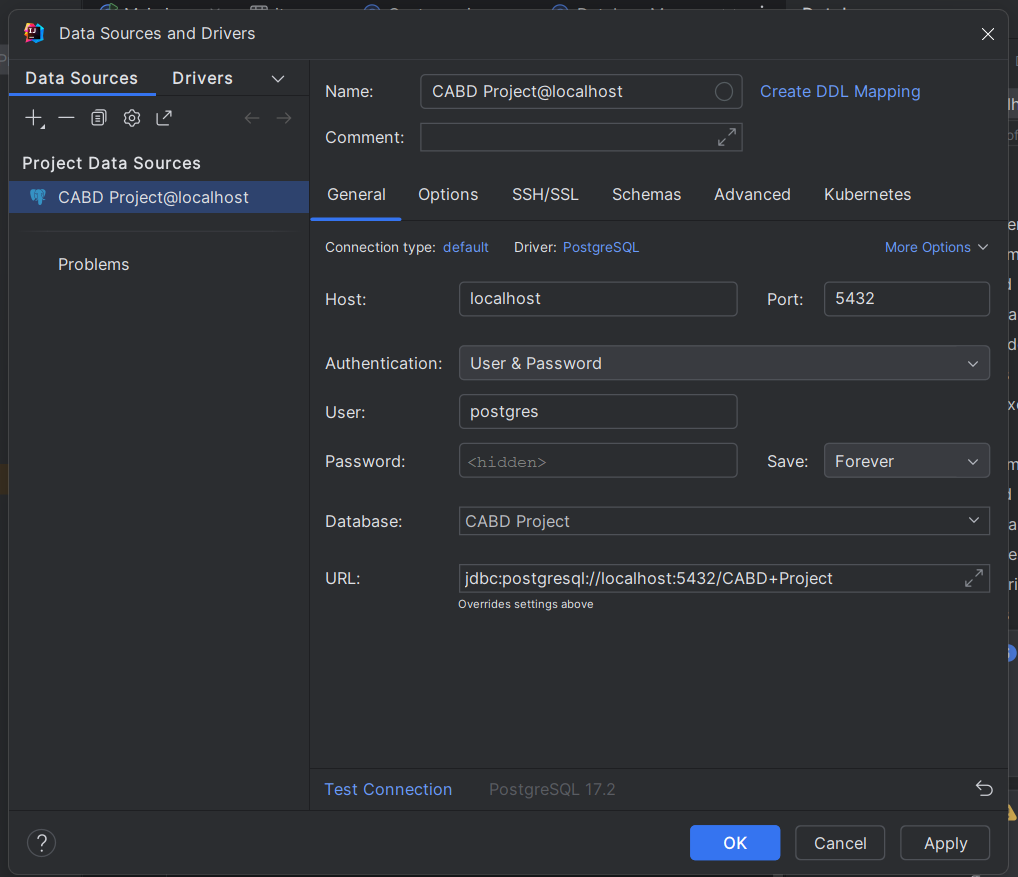 Data Sources and Drivers
Data Sources Drivers
Project Data Sources
CABD Project@localhost
Problems
Name: CABD Project@localhost Create DDL Mapping
Comment:
General Options SSH/SSL Schemas Advanced Kubernetes
Connection type: default Driver: PostgreSQL More Options
Host: localhost Port: 5432
Authentication: User & Password
User: postgres
Password: <hidden> Save: Forever
Database: CABD Project
URL: jdbc:postgresql://localhost:5432/CABD+Project
Overrides settings above
Test Connection PostgreSQL 17.2
? OK Cancel Apply